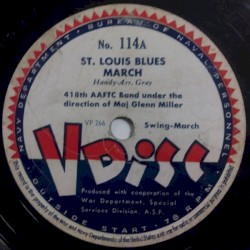 NAVY DEPARTMENT · BUREAU OF NAVAL PERSONNEL
No. 114A
ST. LOUIS BLUES
MARCH
Handy-Arr. Gray
418th AAFTC Band under the
direction of Maj Glenn Miller
VP 266
Swing-March
V Disc
OUTSIDE START 78 R.P.M.
Produced with cooperation of the
War Department, Special
Services Division, A.S.F.